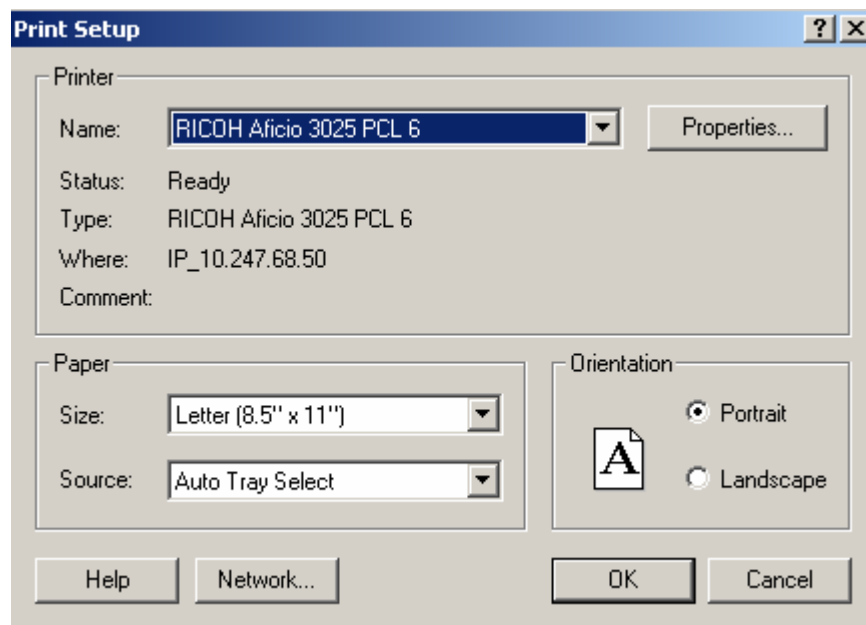 Print Setup
Printer
Name: RICOH Aficio 3025 PCL 6 Properties...
Status: Ready
Type: RICOH Aficio 3025 PCL 6
Where: IP_10.247.68.50
Comment:
Paper
Size: Letter (8.5" x 11")
Source: Auto Tray Select
Orientation
A
Portrait
Landscape
Help Network... OK Cancel